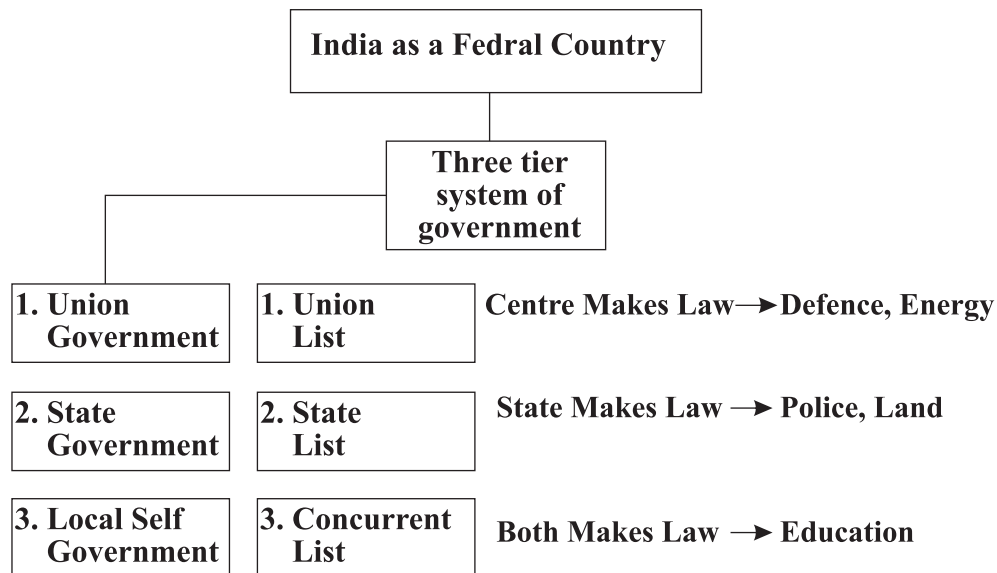 India as a Fedral Country
Three tier
system of
government
1. Union
Government
1. Union
List
Centre Makes Law → Defence, Energy
2. State
Government
2. State
List
State Makes Law → Police, Land
3. Local Self
Government
3. Concurrent
List
Both Makes Law → Education